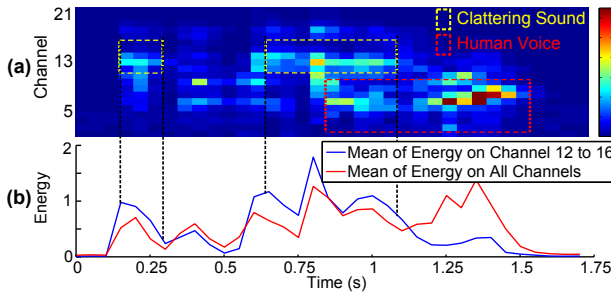 21
Clattering Sound
Human Voice
(a)
Channel
13
5
2
Mean of Energy on Channel 12 to 16
Mean of Energy on All Channels
(b)
Energy
1
0
0 0.25 0.5 0.75 1 1.25 1.5 1.75
Time (s)